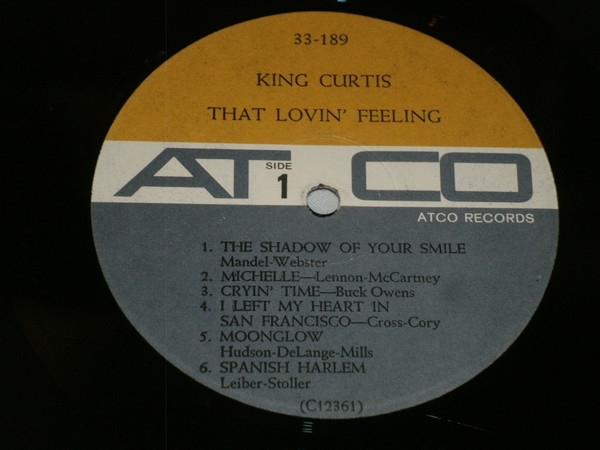 33-189
KING CURTIS
THAT LOVIN' FEELING
ATCO
SIDE
1
ATCO RECORDS
1. THE SHADOW OF YOUR SMILE
Mandel-Webster
2. MICHELLE—Lennon-McCartney
3. CRYIN' TIME—Buck Owens
4. I LEFT MY HEART IN
SAN FRANCISCO—Cross-Cory
5. MOONGLOW
Hudson-DeLange-Mills
6. SPANISH HARLEM
Leiber-Stoller
(C12361)